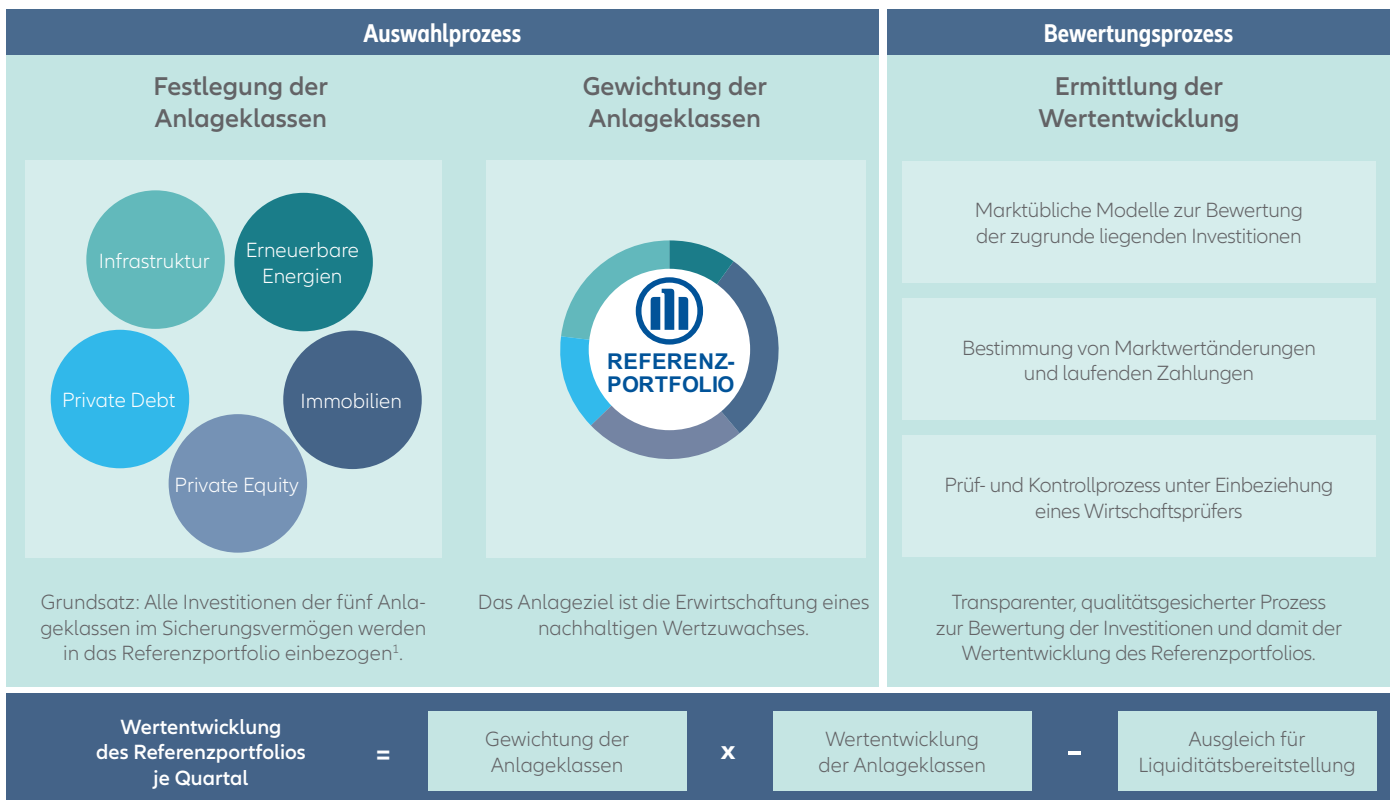 Auswahlprozess
Festlegung der
Anlageklassen
Infrastruktur
Erneuerbare
Energien
Private Debt
Immobilien
Private Equity
Grundsatz: Alle Investitionen der fünf Anla-
geklassen im Sicherungsvermögen werden
in das Referenzportfolio einbezogen¹.
Gewichtung der
Anlageklassen
REFERENZ-
PORTFOLIO
Das Anlageziel ist die Erwirtschaftung eines
nachhaltigen Wertzuwachses.
Bewertungsprozess
Ermittlung der
Wertentwicklung
Marktübliche Modelle zur Bewertung
der zugrunde liegenden Investitionen
Bestimmung von Marktwertänderungen
und laufenden Zahlungen
Prüf- und Kontrollprozess unter Einbeziehung
eines Wirtschaftsprüfers
Transparenter, qualitätsgesicherter Prozess
zur Bewertung der Investitionen und damit der
Wertentwicklung des Referenzportfolios.
Wertentwicklung
des Referenzportfolios
je Quartal
=
Gewichtung der
Anlageklassen
x
Wertentwicklung
der Anlageklassen
–
Ausgleich für
Liquiditätsbereitstellung